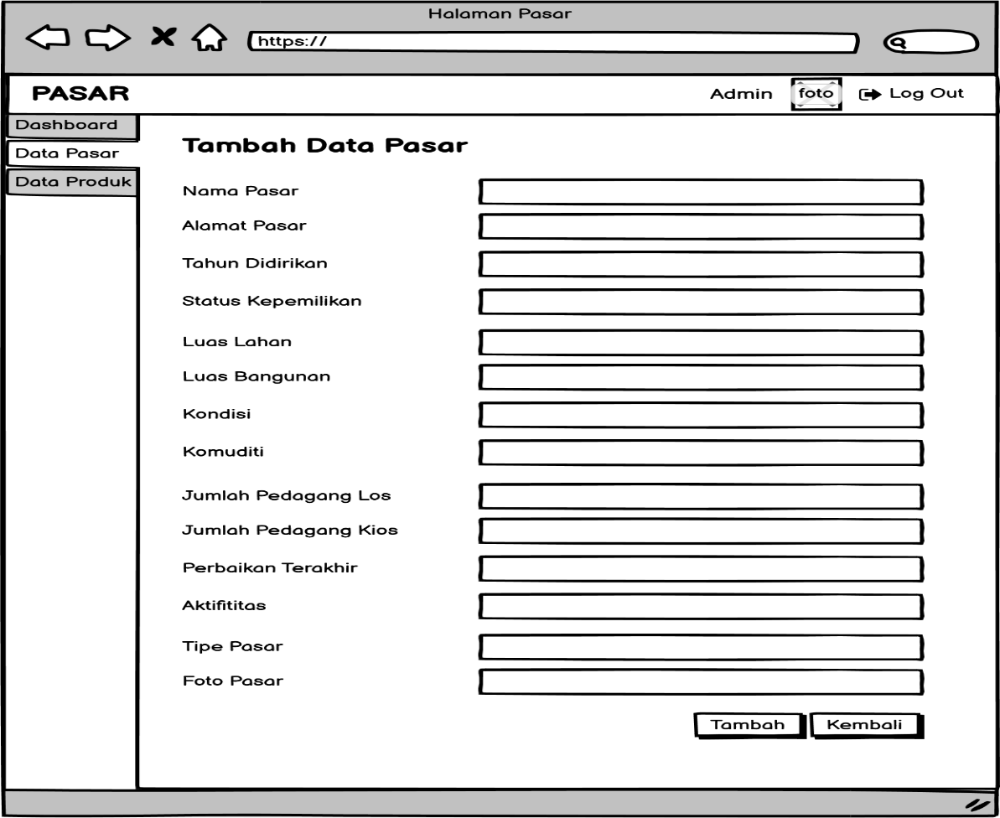 Halaman Pasar
https://
PASAR
Admin foto Log Out
Dashboard
Data Pasar
Data Produk
Tambah Data Pasar
Nama Pasar
Alamat Pasar
Tahun Didirikan
Status Kepemilikan
Luas Lahan
Luas Bangunan
Kondisi
Komuditi
Jumlah Pedagang Los
Jumlah Pedagang Kios
Perbaikan Terakhir
Aktifititas
Tipe Pasar
Foto Pasar
Tambah Kembali